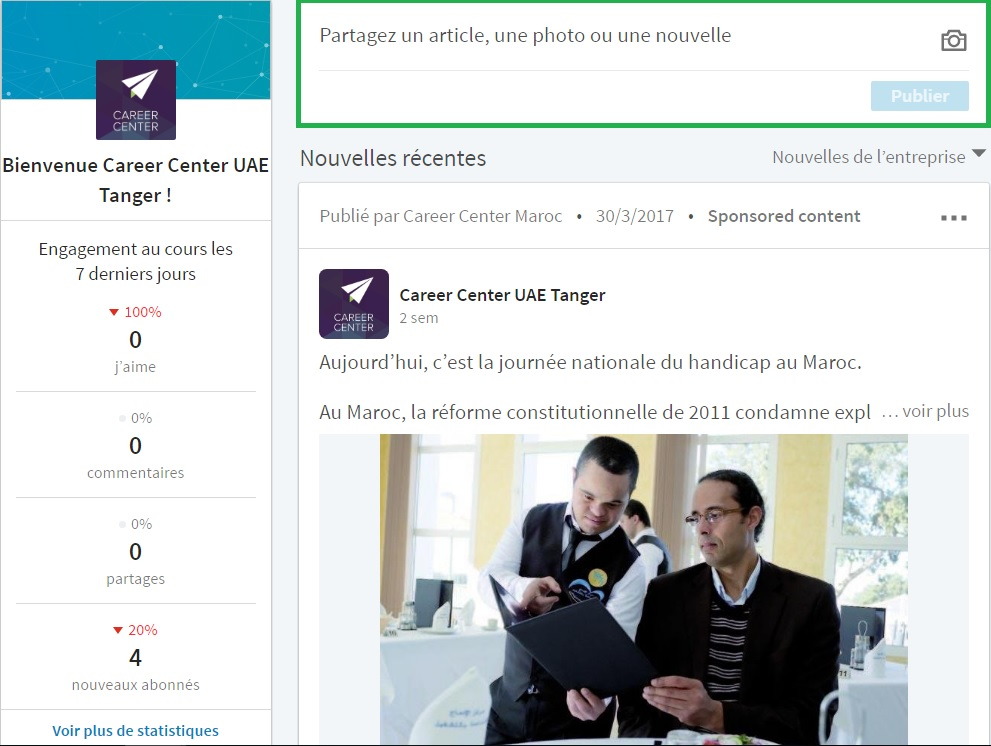 CAREER
CENTER
Bienvenue Career Center UAE
Tanger !
Engagement au cours les
7 derniers jours
100%
0
j’aime
0%
0
commentaires
0%
0
partages
20%
4
nouveaux abonnés
Voir plus de statistiques
Partagez un article, une photo ou une nouvelle
Publier
Nouvelles récentes
Nouvelles de l’entreprise
Publié par Career Center Maroc • 30/3/2017 • Sponsored content
CAREER
CENTER
Career Center UAE Tanger
2 sem
Aujourd’hui, c’est la journée nationale du handicap au Maroc.
Au Maroc, la réforme constitutionnelle de 2011 condamne expl … voir plus
11